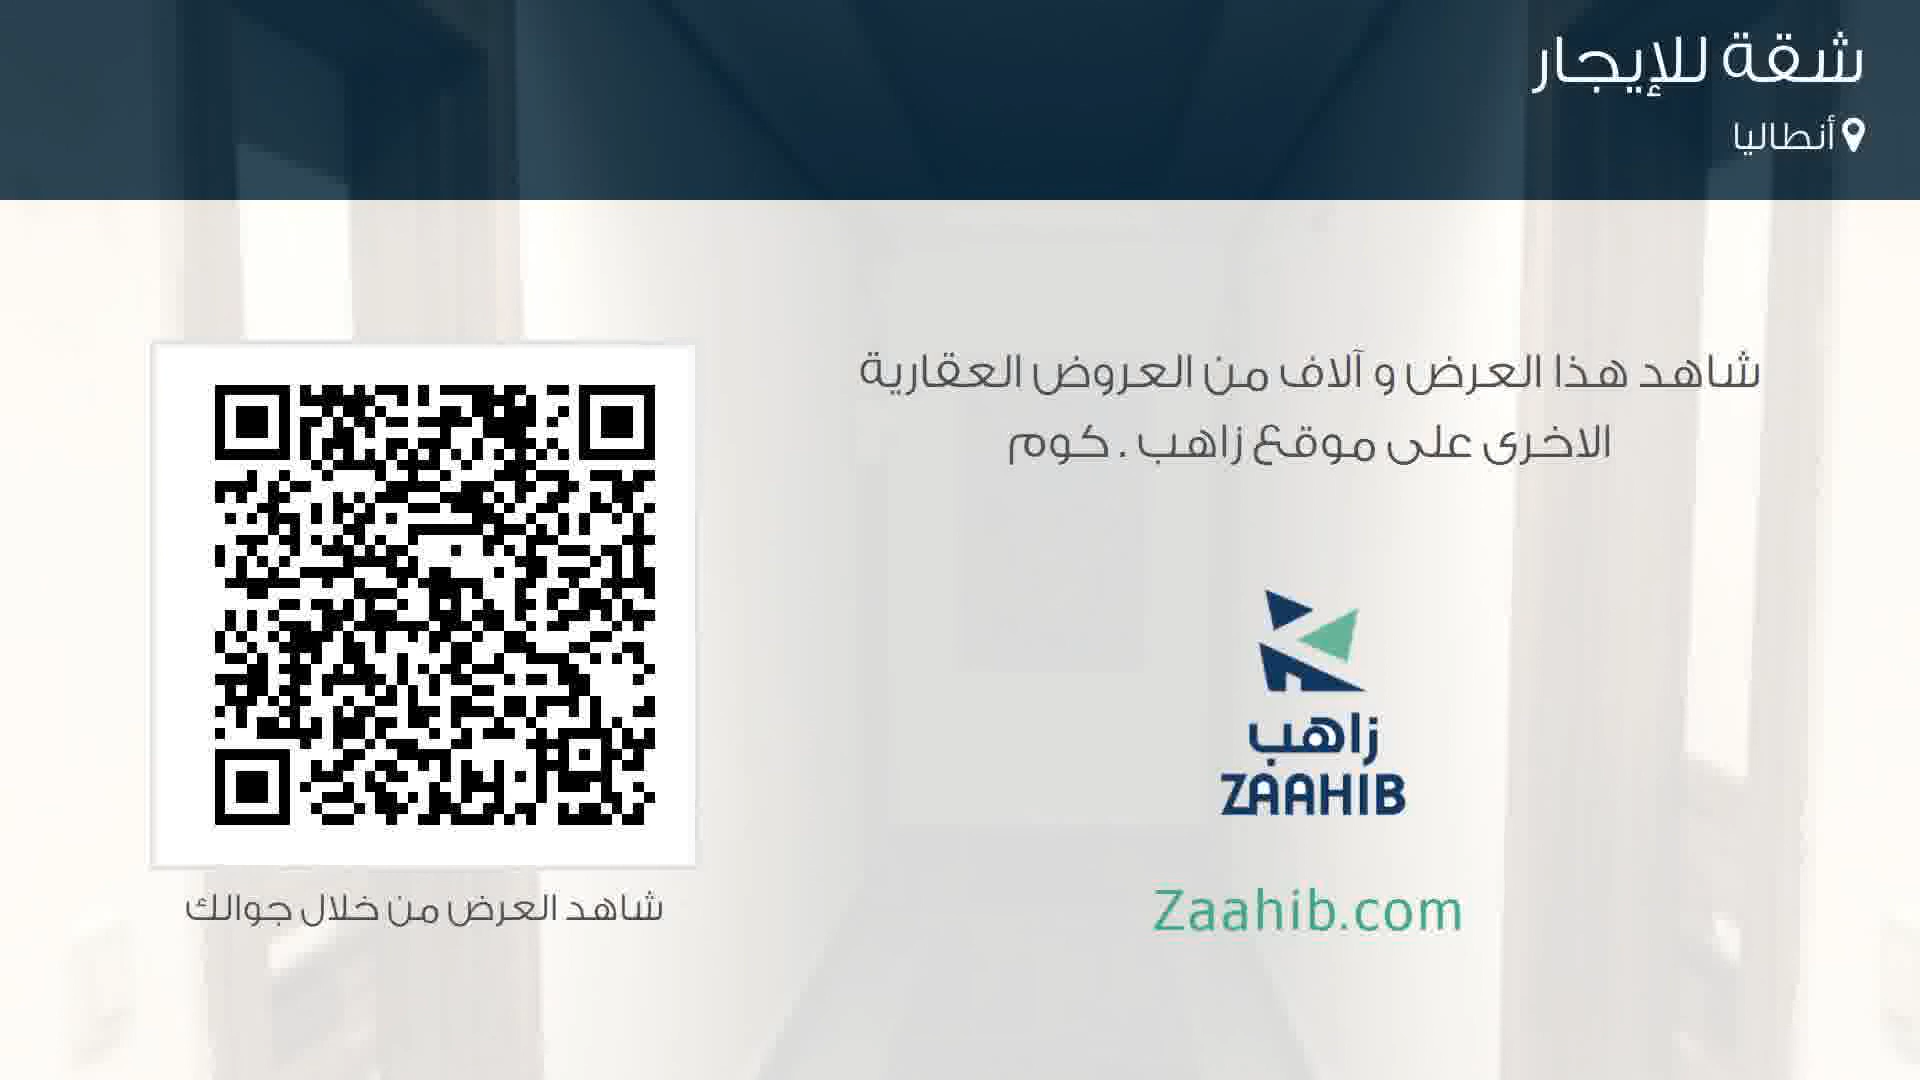 شقة للإيجار
أنطاليا
شاهد هذا العرض و آلاف من العروض العقارية
الاخرى على موقع زاهب . كوم
زاهب
ZAAHIB
Zaahib.com
شاهد العرض من خلال جوالك